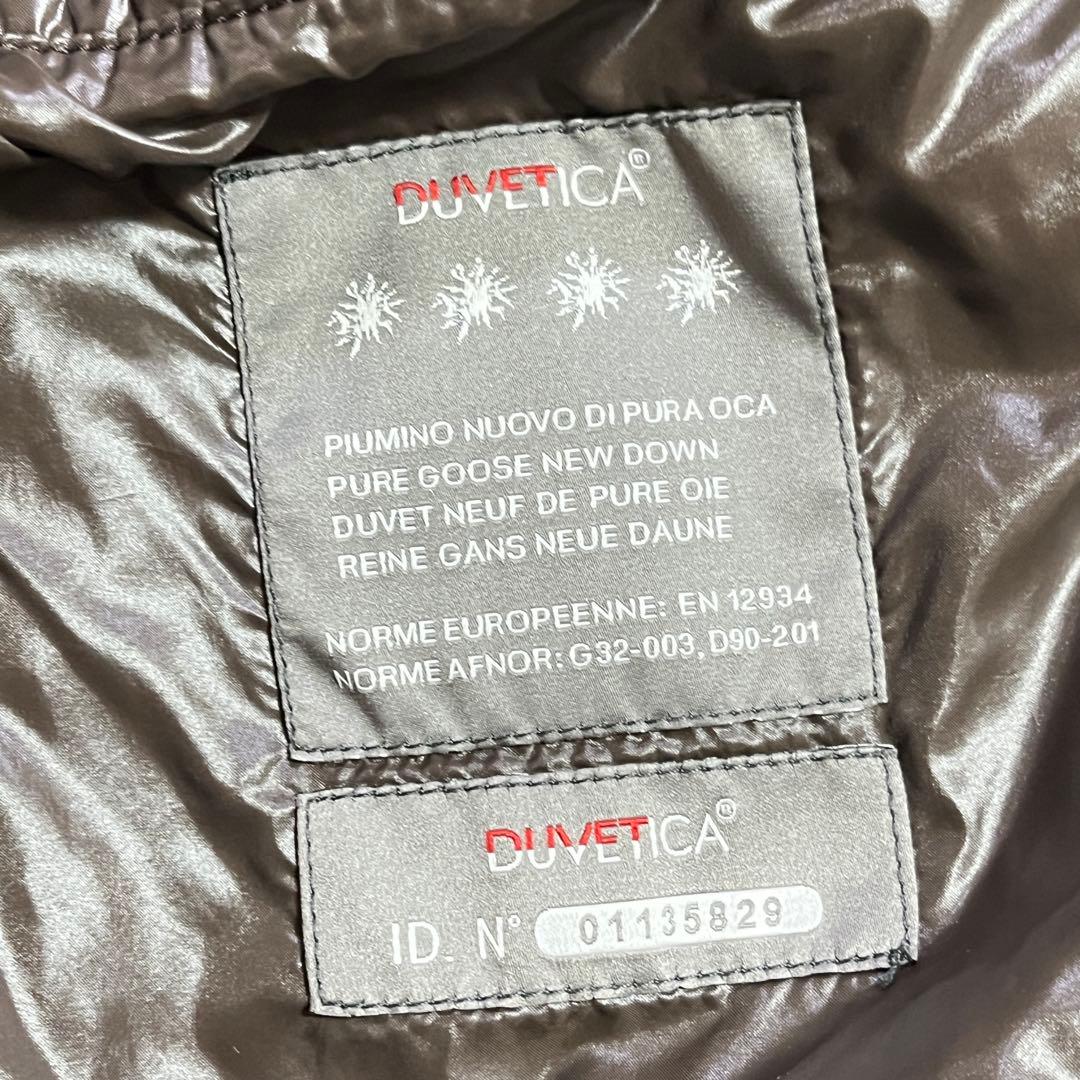 DUVETICA®
PIUMINO NUOVO DI PURA OCA
PURE GOOSE NEW DOWN
DUVET NEUF DE PURE OIE
REINE GANS NEUE DAUNE
NORME EUROPEENNE: EN 12934
NORME AFNOR: G32-003, D90-201
DUVETICA®
ID. N° 01135829